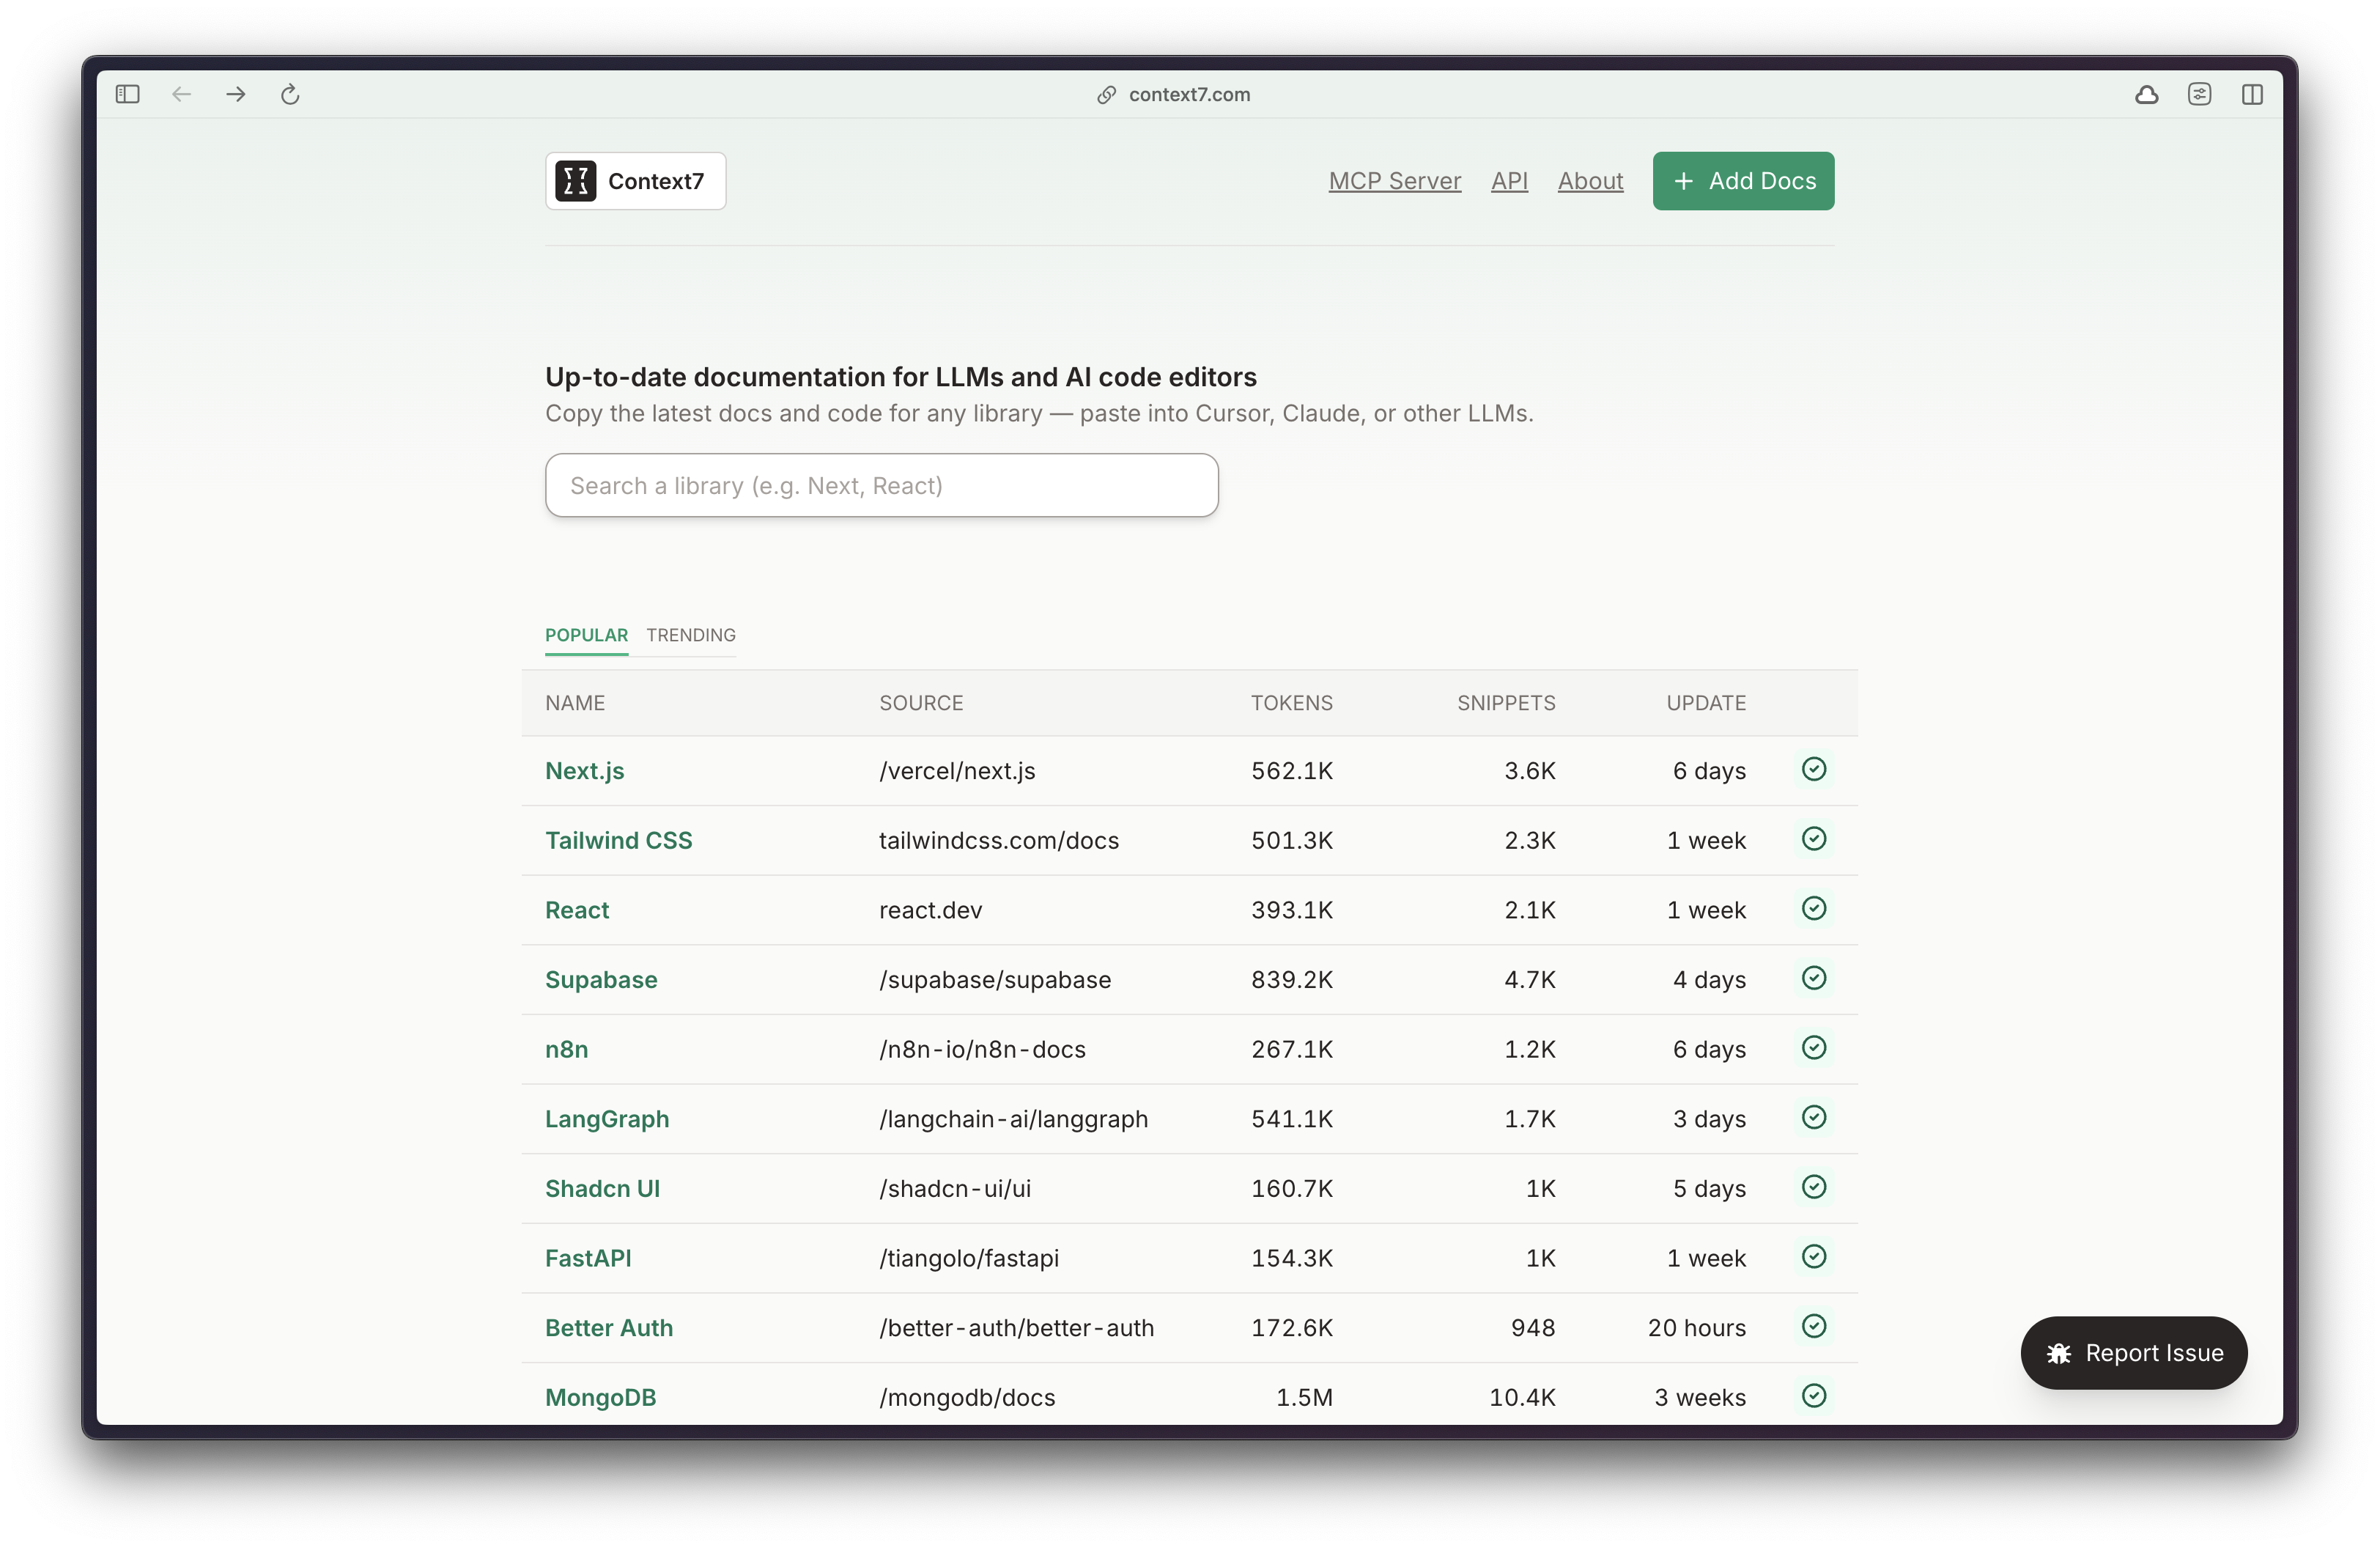 context7.com
Context7
MCP Server API About + Add Docs
Up-to-date documentation for LLMs and AI code editors
Copy the latest docs and code for any library — paste into Cursor, Claude, or other LLMs.
Search a library (e.g. Next, React)
POPULAR TRENDING
NAME SOURCE TOKENS SNIPPETS UPDATE
Next.js /vercel/next.js 562.1K 3.6K 6 days
Tailwind CSS tailwindcss.com/docs 501.3K 2.3K 1 week
React react.dev 393.1K 2.1K 1 week
Supabase /supabase/supabase 839.2K 4.7K 4 days
n8n /n8n-io/n8n-docs 267.1K 1.2K 6 days
LangGraph /langchain-ai/langgraph 541.1K 1.7K 3 days
Shadcn UI /shadcn-ui/ui 160.7K 1K 5 days
FastAPI /tiangolo/fastapi 154.3K 1K 1 week
Better Auth /better-auth/better-auth 172.6K 948 20 hours
MongoDB /mongodb/docs 1.5M 10.4K 3 weeks
Report Issue